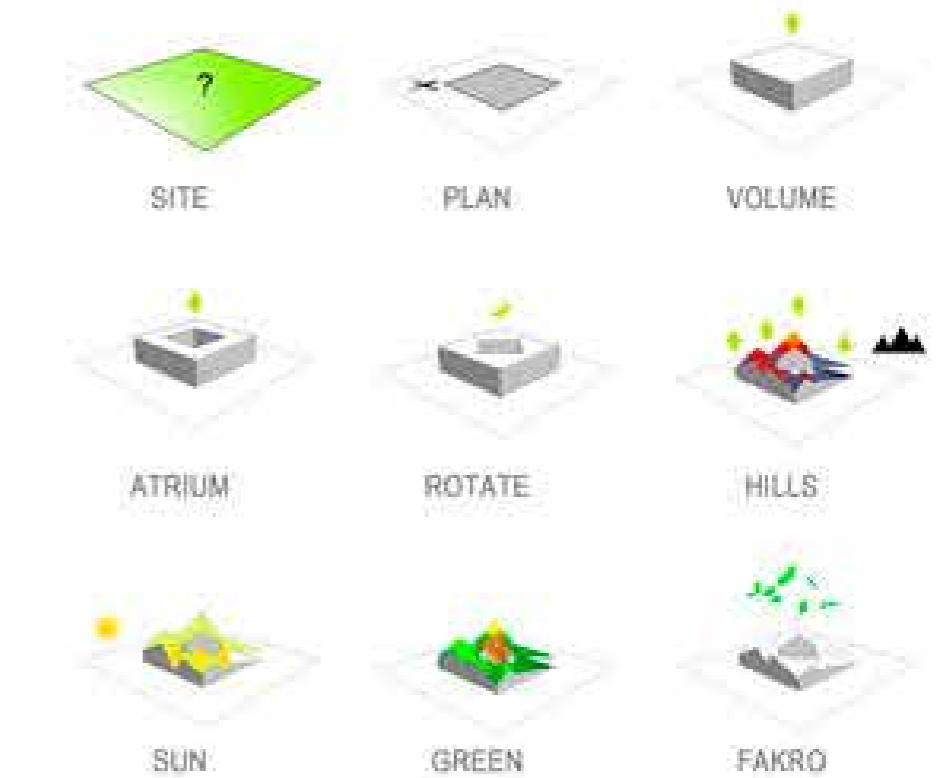 ?
SITE
PLAN
VOLUME
ATRIUM
ROTATE
HILLS
SUN
GREEN
FAKRO